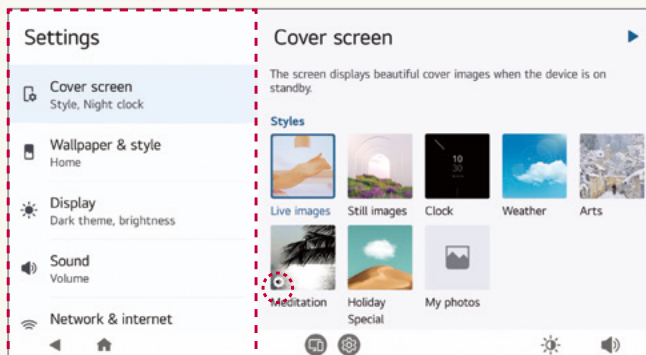 Settings
Cover screen
Style, Night clock
Wallpaper & style
Home
Display
Dark theme, brightness
Sound
Volume
Network & internet
Cover screen
The screen displays beautiful cover images when the device is on
standby.
Styles
10
30
Live images
Still images
Clock
Weather
Arts
Meditation
Holiday
Special
My photos